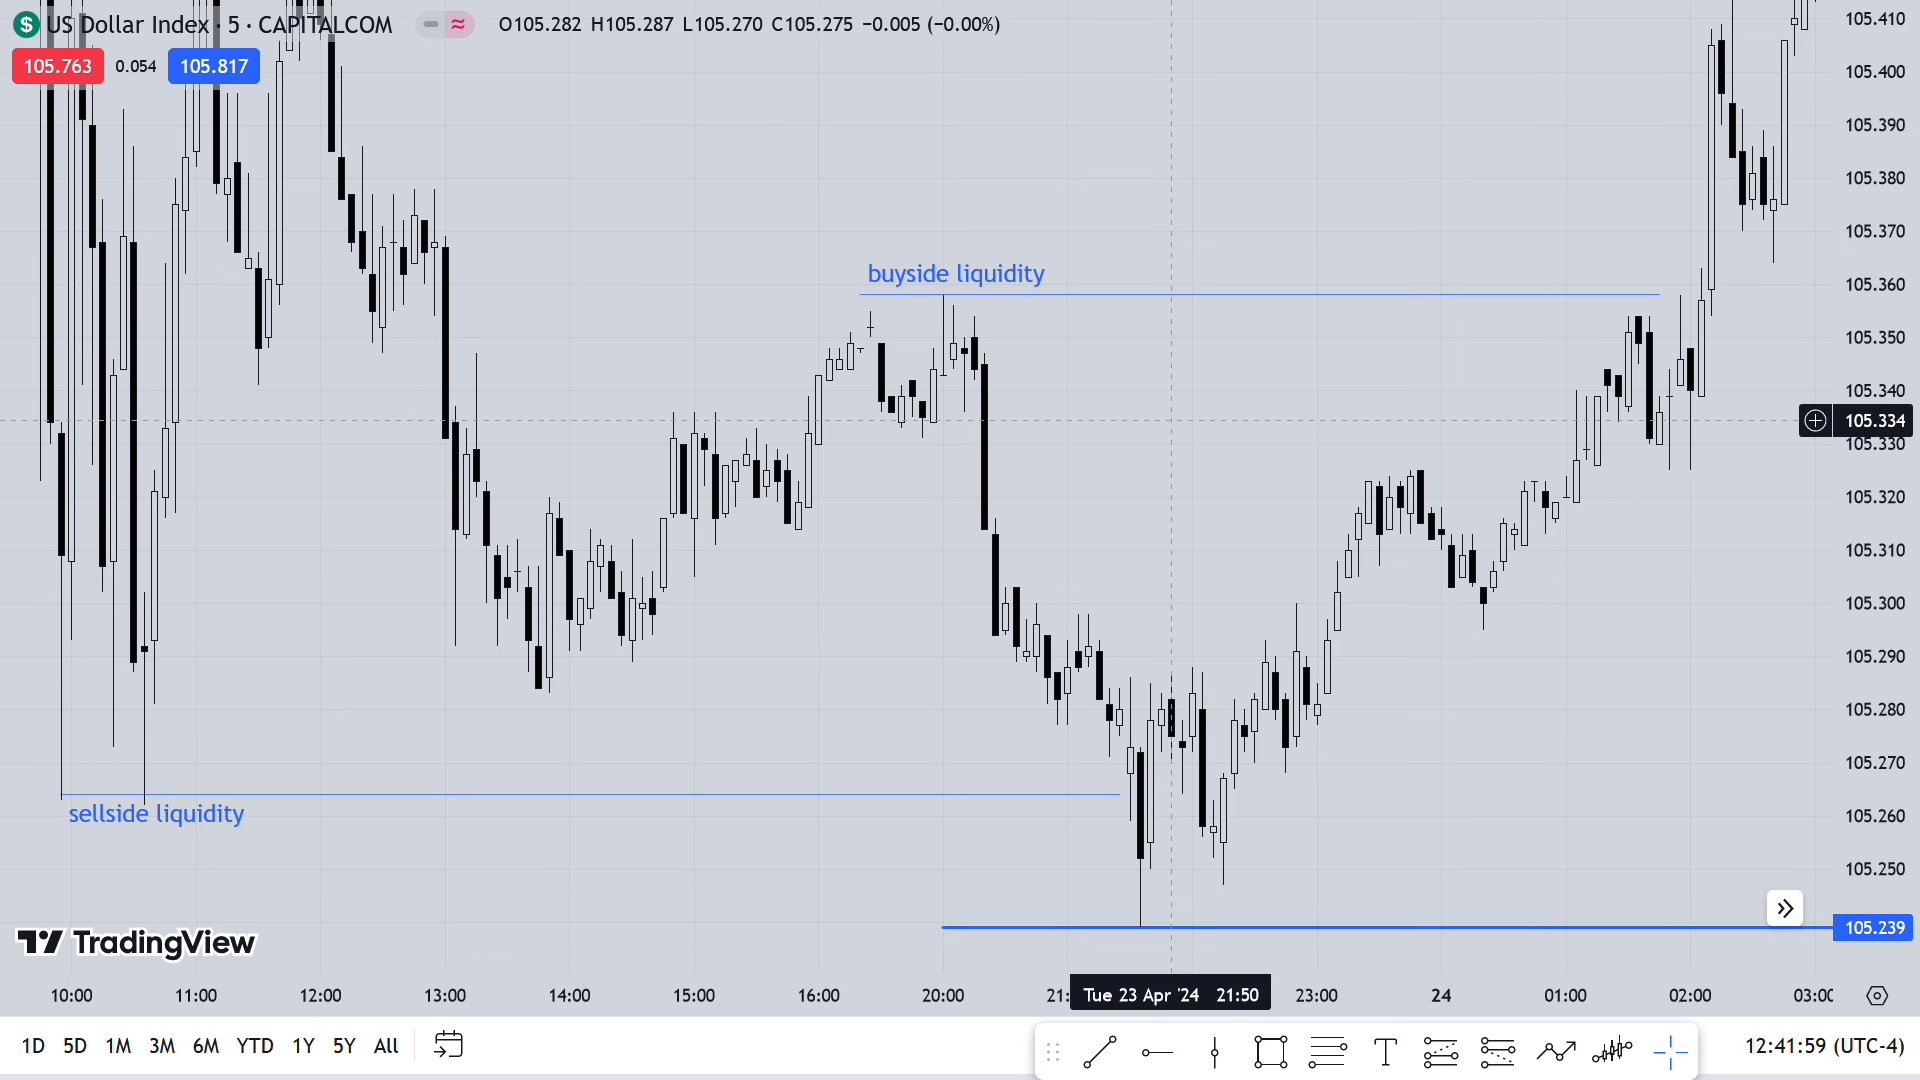 US Dollar Index · 5 · CAPITALCOM O105.282 H105.287 L105.270 C105.275 −0.005 (−0.00%)
105.763 0.054 105.817
105.410
105.400
105.390
105.380
105.370
buyside liquidity
105.360
105.350
105.340
105.334
105.330
105.320
105.310
105.300
105.290
105.280
105.270
sellside liquidity
105.260
105.250
105.239
TradingView
10:00 11:00 12:00 13:00 14:00 15:00 16:00 20:00 21: Tue 23 Apr '24 21:50 23:00 24 01:00 02:00 03:00
1D 5D 1M 3M 6M YTD 1Y 5Y All
12:41:59 (UTC-4)